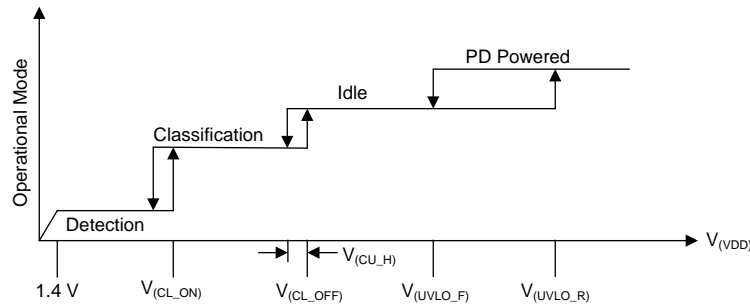 Operational Mode
PD Powered
Idle
Classification
Detection
V(VDD)
V(CU_H)
1.4 V
V(CL_ON)
V(CL_OFF)
V(UVLO_F)
V(UVLO_R)